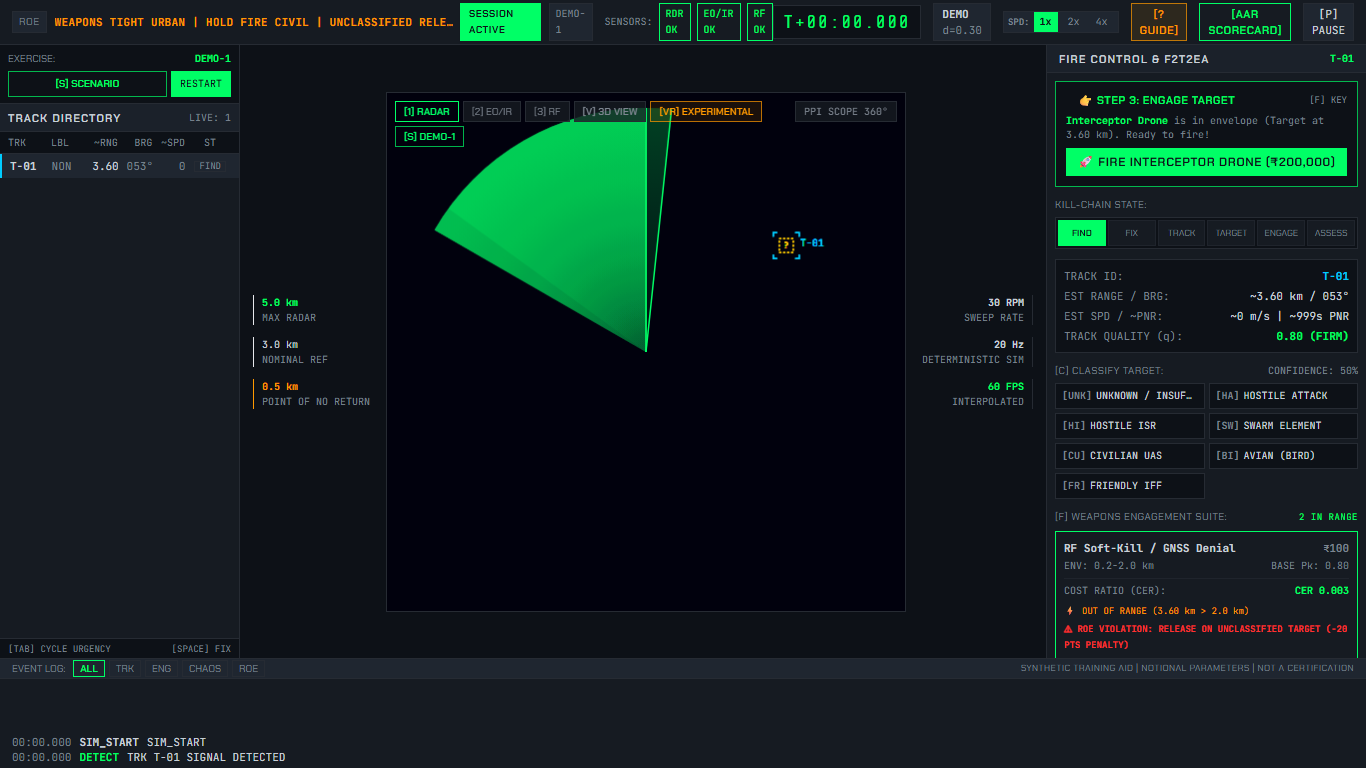 ROE
WEAPONS TIGHT URBAN | HOLD FIRE CIVIL | UNCLASSIFIED RELE…
SESSION ACTIVE
DEMO-1
SENSORS:
RDR OK
EO/IR OK
RF OK
T+00:00.000
DEMO d=0.30
SPD: 1x 2x 4x
[? GUIDE]
[AAR SCORECARD]
[P] PAUSE
EXERCISE: DEMO-1
[S] SCENARIO RESTART
TRACK DIRECTORY LIVE: 1
TRK LBL ~RNG BRG ~SPD ST
T-01 NON 3.60 053° 0 FIND
[TAB] CYCLE URGENCY [SPACE] FIX
[1] RADAR [2] EO/IR [3] RF [V] 3D VIEW [VR] EXPERIMENTAL PPI SCOPE 360°
[S] DEMO-1
? T-01
5.0 km
MAX RADAR
3.0 km
NOMINAL REF
0.5 km
POINT OF NO RETURN
30 RPM
SWEEP RATE
20 Hz
DETERMINISTIC SIM
60 FPS
INTERPOLATED
FIRE CONTROL & F2T2EA T-01
👉 STEP 3: ENGAGE TARGET [F] KEY
Interceptor Drone is in envelope (Target at
3.60 km). Ready to fire!
🚀 FIRE INTERCEPTOR DRONE (₹200,000)
KILL-CHAIN STATE:
FIND FIX TRACK TARGET ENGAGE ASSESS
TRACK ID: T-01
EST RANGE / BRG: ~3.60 km / 053°
EST SPD / ~PNR: ~0 m/s | ~999s PNR
TRACK QUALITY (q): 0.80 (FIRM)
[C] CLASSIFY TARGET: CONFIDENCE: 50%
[UNK] UNKNOWN / INSUF… [HA] HOSTILE ATTACK
[HI] HOSTILE ISR [SW] SWARM ELEMENT
[CU] CIVILIAN UAS [BI] AVIAN (BIRD)
[FR] FRIENDLY IFF
[F] WEAPONS ENGAGEMENT SUITE: 2 IN RANGE
RF Soft-Kill / GNSS Denial ₹100
ENV: 0.2-2.0 km BASE Pk: 0.80
COST RATIO (CER): CER 0.003
⚡ OUT OF RANGE (3.60 km > 2.0 km)
⚠ ROE VIOLATION: RELEASE ON UNCLASSIFIED TARGET (-20
PTS PENALTY)
EVENT LOG: ALL TRK ENG CHAOS ROE
SYNTHETIC TRAINING AID | NOTIONAL PARAMETERS | NOT A CERTIFICATION
00:00.000 SIM_START SIM_START
00:00.000 DETECT TRK T-01 SIGNAL DETECTED